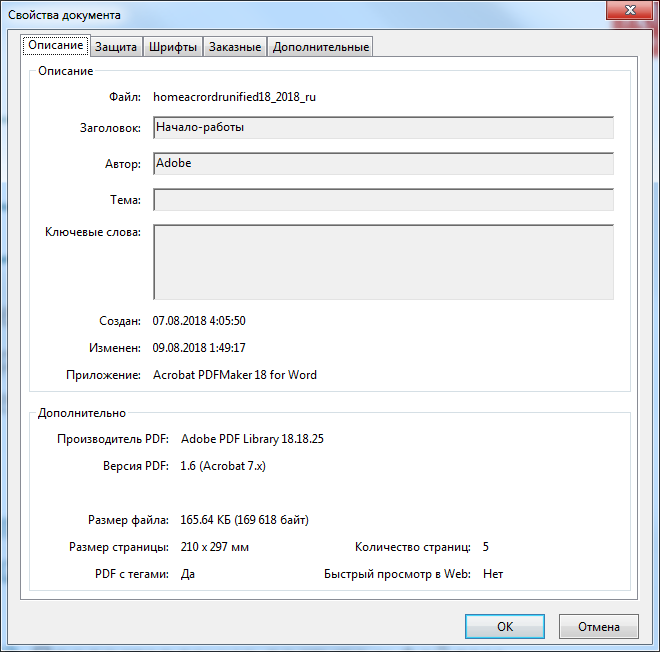 Свойства документа
Описание Защита Шрифты Заказные Дополнительные
Описание
Файл: homeacrordrunified18_2018_ru
Заголовок: Начало-работы
Автор: Adobe
Тема:
Ключевые слова:
Создан: 07.08.2018 4:05:50
Изменен: 09.08.2018 1:49:17
Приложение: Acrobat PDFMaker 18 for Word
Дополнительно
Производитель PDF: Adobe PDF Library 18.18.25
Версия PDF: 1.6 (Acrobat 7.x)
Размер файла: 165.64 КБ (169 618 байт)
Размер страницы: 210 x 297 мм Количество страниц: 5
PDF с тегами: Да Быстрый просмотр в Web: Нет
ОК Отмена